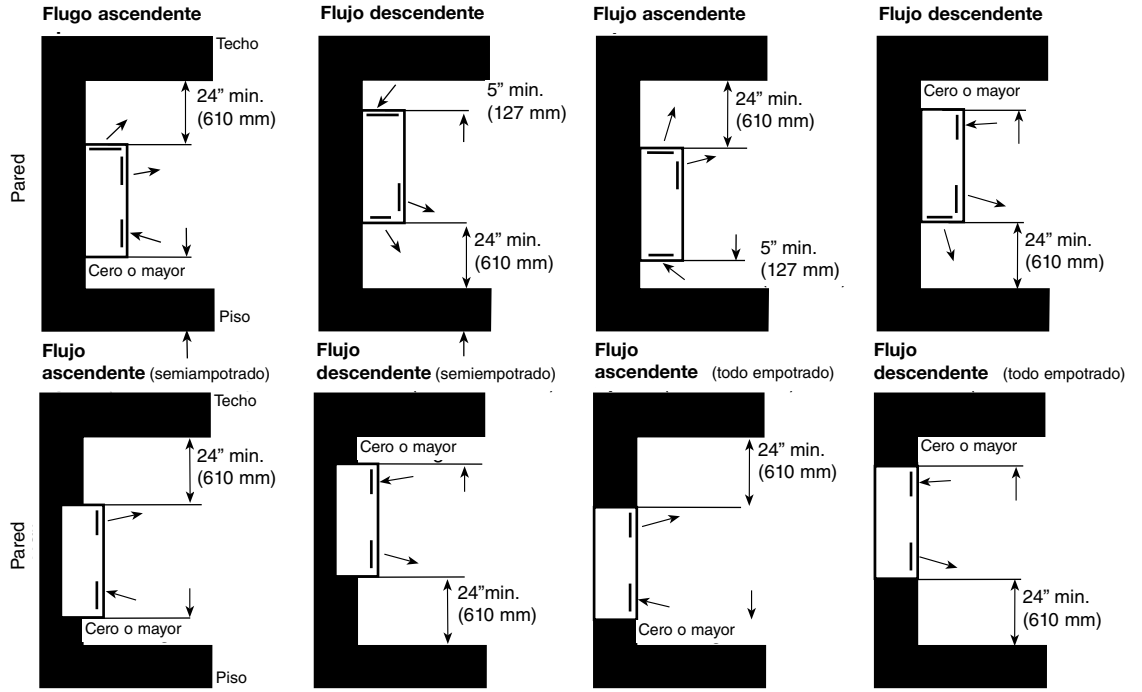 Flugo ascendente
Techo
24” min.
(610 mm)
Pared
Cero o mayor
Piso
Flujo descendente
5” min.
(127 mm)
24” min.
(610 mm)
Flujo ascendente
24” min.
(610 mm)
5” min.
(127 mm)
Flujo descendente
Cero o mayor
24” min.
(610 mm)
Flujo
ascendente (semiampotrado)
Techo
24” min.
(610 mm)
Pared
Cero o mayor
Piso
Flujo
descendente (semiempotrado)
Cero o mayor
24”min.
(610 mm)
Flujo
ascendente (todo empotrado)
24” min.
(610 mm)
Cero o mayor
Flujo
descendente (todo empotrado)
Cero o mayor
24” min.
(610 mm)